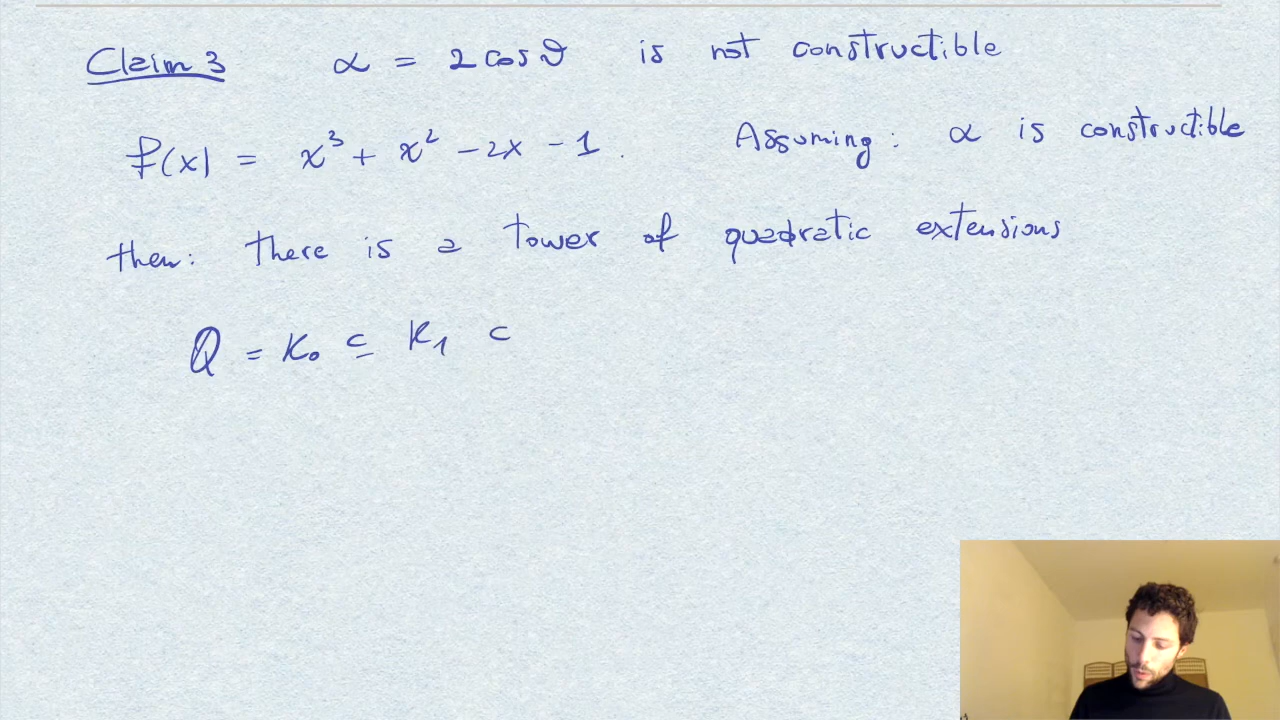 Claim 3 α = 2 cos ϑ is not constructible
f(x) = x³ + x² - 2x - 1. Assuming: α is constructible
then: there is a tower of quadratic extensions
Q = K₀ ⊆ K₁ ⊂